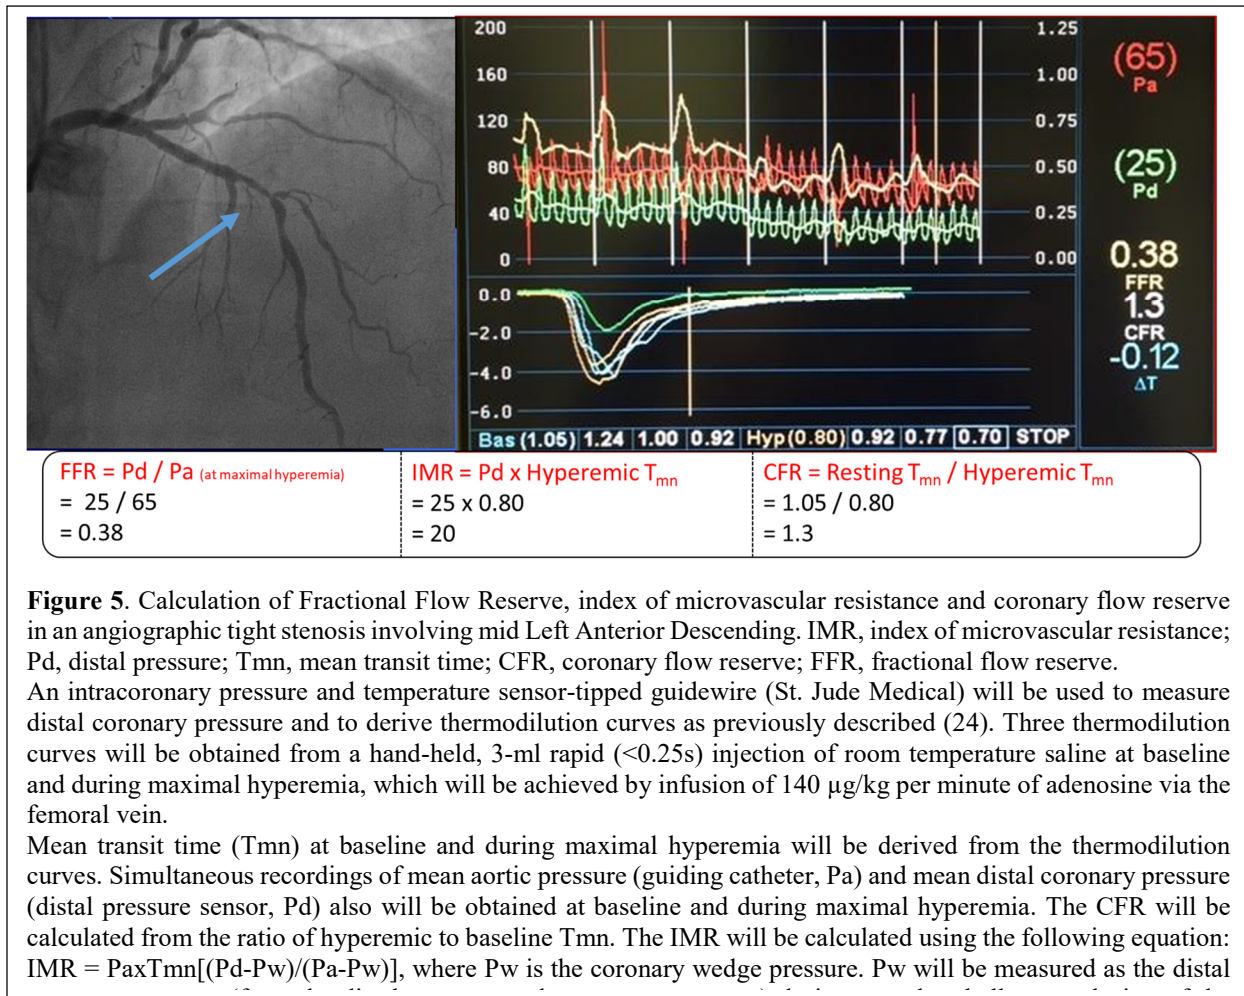 200
160
120
80
40
0
1.25
1.00
0.75
0.50
0.25
0.00
(65)
Pa
(25)
Pd
0.38
FFR
1.3
CFR
-0.12
ΔT
0.0
-2.0
-4.0
-6.0
Bas (1.05) 1.24 1.00 0.92 Hyp(0.80) 0.92 0.77 0.70 STOP
FFR = Pd / Pa (at maximal hyperemia)
= 25 / 65
= 0.38
IMR = Pd x Hyperemic Tmn
= 25 x 0.80
= 20
CFR = Resting Tmn / Hyperemic Tmn
= 1.05 / 0.80
= 1.3
Figure 5. Calculation of Fractional Flow Reserve, index of microvascular resistance and coronary flow reserve
in an angiographic tight stenosis involving mid Left Anterior Descending. IMR, index of microvascular resistance;
Pd, distal pressure; Tmn, mean transit time; CFR, coronary flow reserve; FFR, fractional flow reserve.
An intracoronary pressure and temperature sensor-tipped guidewire (St. Jude Medical) will be used to measure
distal coronary pressure and to derive thermodilution curves as previously described (24). Three thermodilution
curves will be obtained from a hand-held, 3-ml rapid (<0.25s) injection of room temperature saline at baseline
and during maximal hyperemia, which will be achieved by infusion of 140 µg/kg per minute of adenosine via the
femoral vein.
Mean transit time (Tmn) at baseline and during maximal hyperemia will be derived from the thermodilution
curves. Simultaneous recordings of mean aortic pressure (guiding catheter, Pa) and mean distal coronary pressure
(distal pressure sensor, Pd) also will be obtained at baseline and during maximal hyperemia. The CFR will be
calculated from the ratio of hyperemic to baseline Tmn. The IMR will be calculated using the following equation:
IMR = PaxTmn[(Pd-Pw)/(Pa-Pw)], where Pw is the coronary wedge pressure. Pw will be measured as the distal